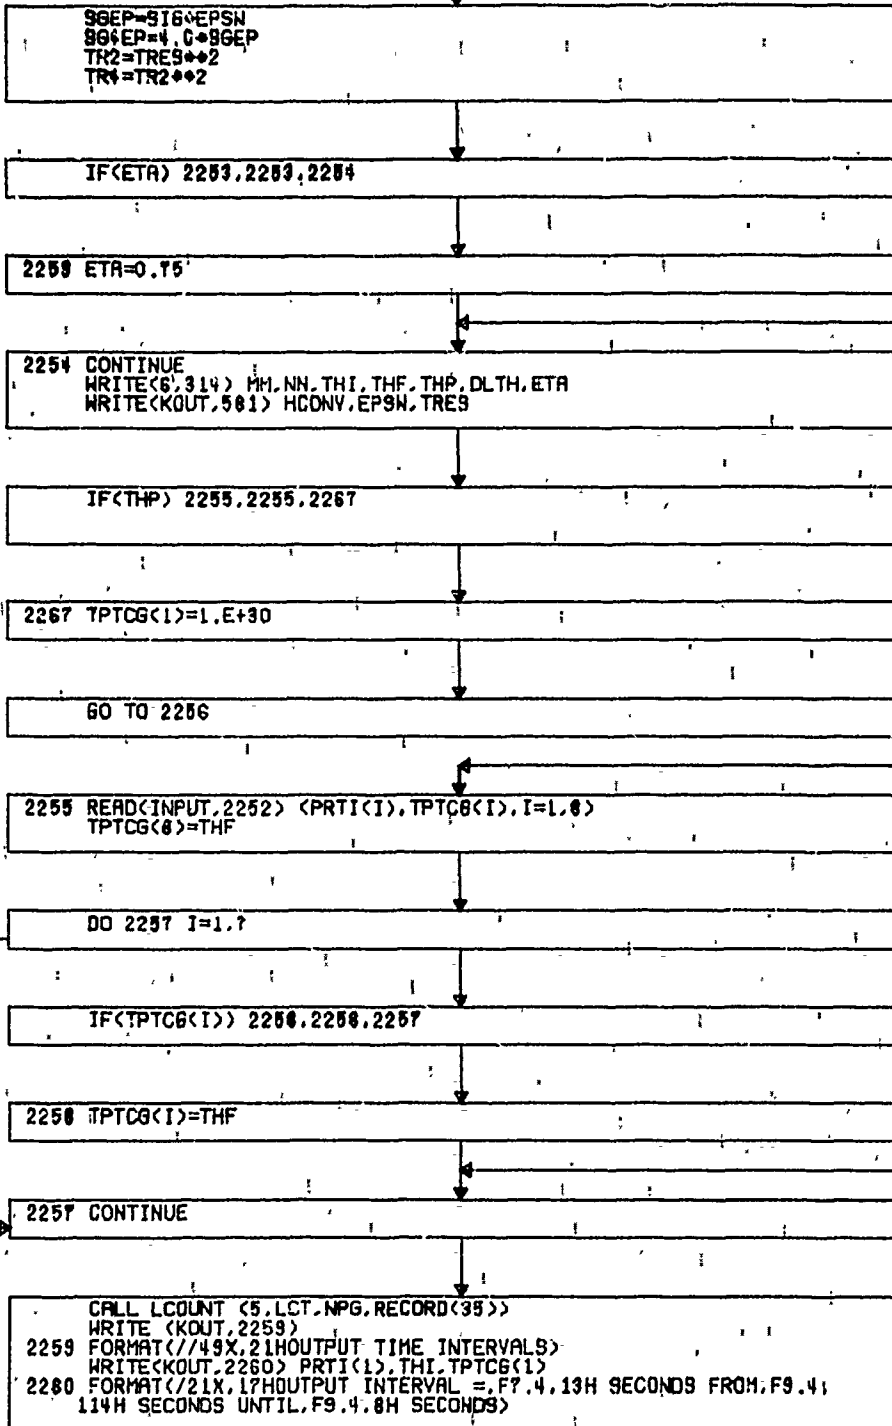 SGEP=SIG*EPSN
SG4EP=4.0*SGEP
TR2=TRES**2
TR4=TR2**2
IF(ETA) 2253,2253,2254
2253 ETA=0.75
2254 CONTINUE
WRITE(6,314) MM,NN,THI,THF,THP,DLTH,ETA
WRITE(KOUT,581) HCONV,EPSN,TRES
IF(THP) 2255,2255,2267
2267 TPTCG(1)=1.E+30
GO TO 2256
2255 READ(INPUT,2252) (PRTI(I),TPTCG(I),I=1,8)
TPTCG(8)=THF
DO 2257 I=1,7
IF(TPTCG(I)) 2258,2258,2257
2258 TPTCG(I)=THF
2257 CONTINUE
CALL LCOUNT (5,LCT,NPG,RECORD(35))
WRITE (KOUT,2259)
2259 FORMAT(//49X,21HOUTPUT TIME INTERVALS)
WRITE(KOUT,2260) PRTI(1),THI,TPTCG(1)
2260 FORMAT(/21X,17HOUTPUT INTERVAL =,F7.4,13H SECONDS FROM,F9.4,
114H SECONDS UNTIL,F9.4,8H SECONDS)